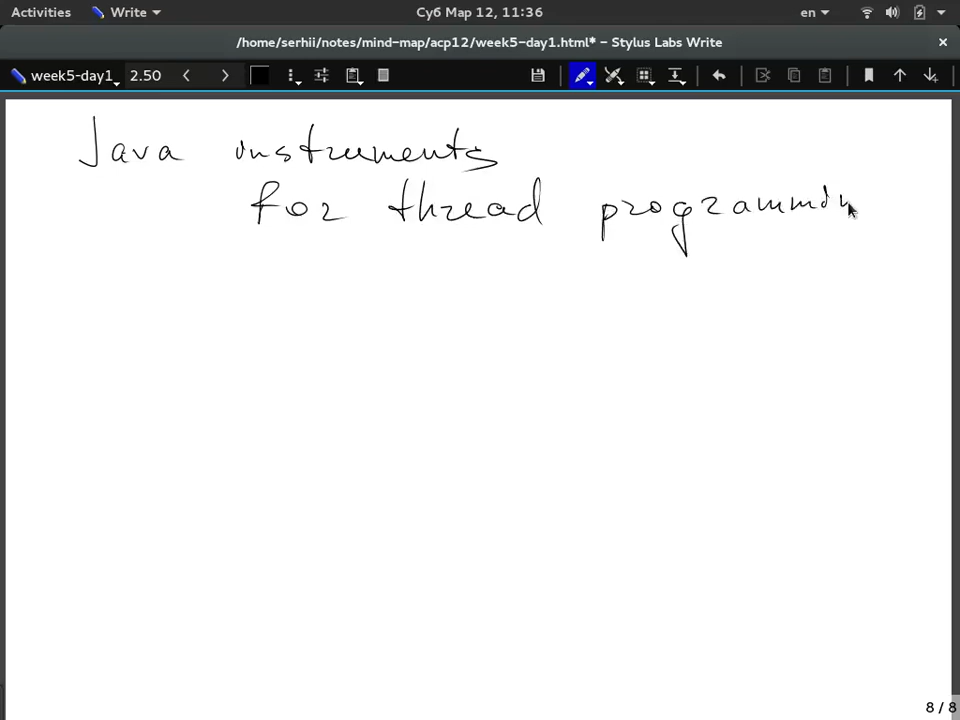 Activities Write Суб Мар 12, 11:36 en
/home/serhii/notes/mind-map/acp12/week5-day1.html* – Stylus Labs Write
week5-day1 2.50
Java instruments
for thread programmin
8 / 8